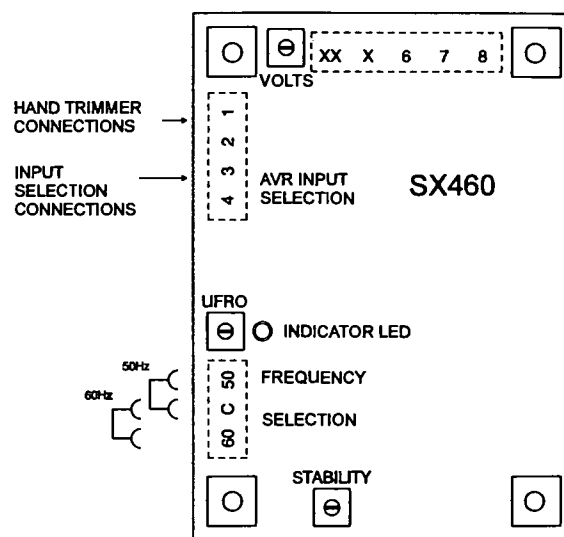 XX X 6 7 8
VOLTS
HAND TRIMMER
CONNECTIONS
1
2
3
4
INPUT
SELECTION
CONNECTIONS
AVR INPUT
SELECTION
SX460
UFRO
INDICATOR LED
50Hz
60Hz
50
C
60
FREQUENCY
SELECTION
STABILITY